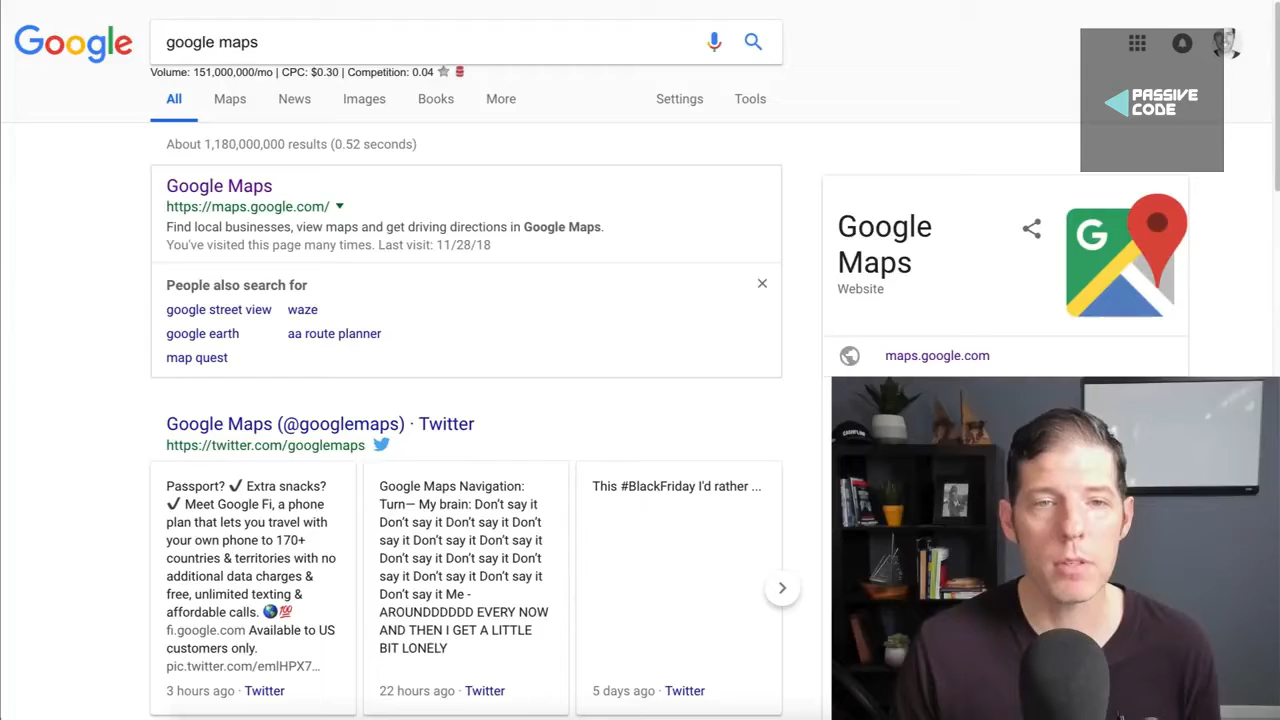 Google
google maps
Volume: 151,000,000/mo | CPC: $0.30 | Competition: 0.04
All Maps News Images Books More Settings Tools
PASSIVE
CODE
About 1,180,000,000 results (0.52 seconds)
Google Maps
https://maps.google.com/
Find local businesses, view maps and get driving directions in Google Maps.
You've visited this page many times. Last visit: 11/28/18
People also search for
google street view waze
google earth aa route planner
map quest
Google Maps (@googlemaps) · Twitter
https://twitter.com/googlemaps
Passport? ✔ Extra snacks?
✔ Meet Google Fi, a phone
plan that lets you travel with
your own phone to 170+
countries & territories with no
additional data charges &
free, unlimited texting &
affordable calls. 🌎💯
fi.google.com Available to US
customers only.
pic.twitter.com/emlHPX7…
3 hours ago · Twitter
Google Maps Navigation:
Turn— My brain: Don't say it
Don't say it Don't say it Don't
say it Don't say it Don't say it
Don't say it Don't say it Don't
say it Don't say it Don't say it
Don't say it Me -
AROUNDDDDDD EVERY NOW
AND THEN I GET A LITTLE
BIT LONELY
22 hours ago · Twitter
This #BlackFriday I'd rather ...
5 days ago · Twitter
Google
Maps
Website
G
maps.google.com